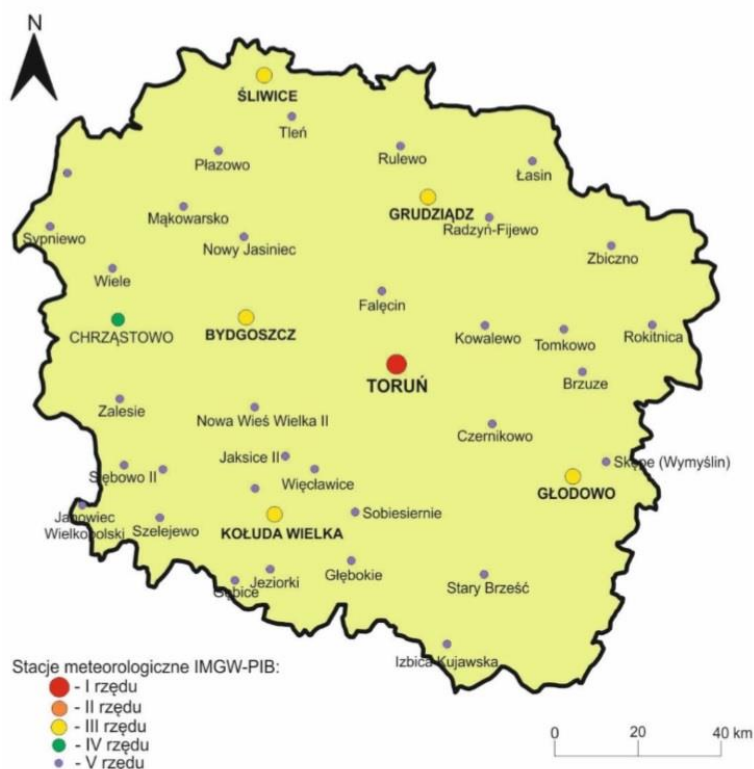 N
ŚLIWICE
Tleń
Płazowo
Rulewo
Łasin
Mąkowarsko
GRUDZIĄDZ
Radzyń-Fijewo
Sypniewo
Nowy Jasiniec
Zbiczno
Wiele
Falęcin
CHRZĄSTOWO
BYDGOSZCZ
Kowalewo
Tomkowo
Rokitnica
TORUŃ
Brzuze
Zalesie
Nowa Wieś Wielka II
Czernikowo
Jaksice II
Słębowo II
Więcławice
Skępe (Wymyślin)
GŁODOWO
Janowiec
Wielkopolski
Szelejewo
KOŁUDA WIELKA
Sobiesiernie
Głębokie
Jeziorki
Gębice
Stary Brześć
Izbica Kujawska
Stacje meteorologiczne IMGW-PIB:
- I rzędu
- II rzędu
- III rzędu
- IV rzędu
- V rzędu
0 20 40 km